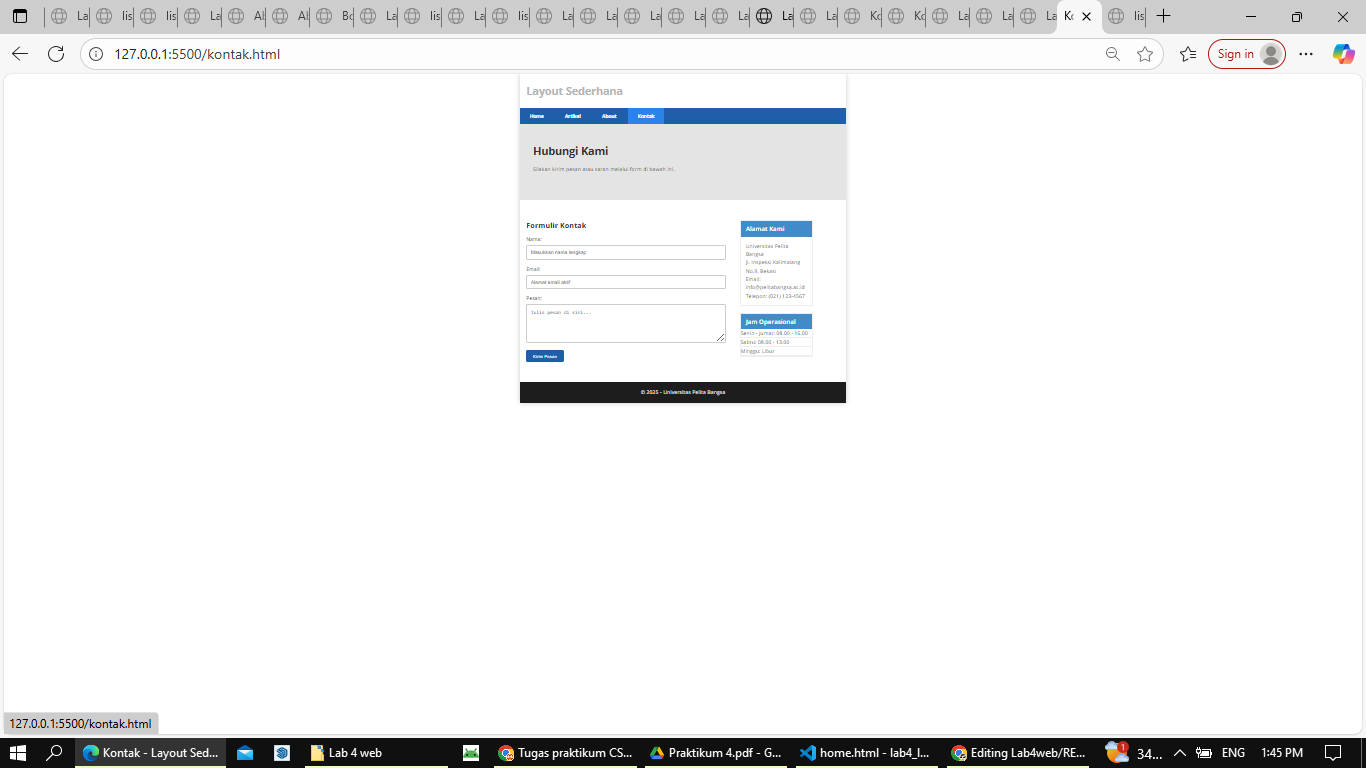 La
lis
lis
La
Al
Al
Bo
La
lis
La
lis
La
La
La
La
La
La
La
Ko
Ko
La
La
La
Ko
lis
127.0.0.1:5500/kontak.html
Sign in
Layout Sederhana
Home
Artikel
About
Kontak
Hubungi Kami
Silakan kirim pesan atau saran melalui form di bawah ini.
Formulir Kontak
Nama:
Masukkan nama lengkap
Email:
Alamat email aktif
Pesan:
Tulis pesan di sini...
Kirim Pesan
Alamat Kami
Universitas Pelita
Bangsa
Jl. Inspeksi Kalimalang
No.9, Bekasi
Email:
info@pelitabangsa.ac.id
Telepon: (021) 123-4567
Jam Operasional
Senin - Jumat: 08.00 - 16.00
Sabtu: 08.00 - 13.00
Minggu: Libur
© 2025 - Universitas Pelita Bangsa
127.0.0.1:5500/kontak.html
Kontak - Layout Sed...
Lab 4 web
Tugas praktikum CS...
Praktikum 4.pdf - G...
home.html - lab4_l...
Editing Lab4web/RE...
1
34...
ENG
1:45 PM